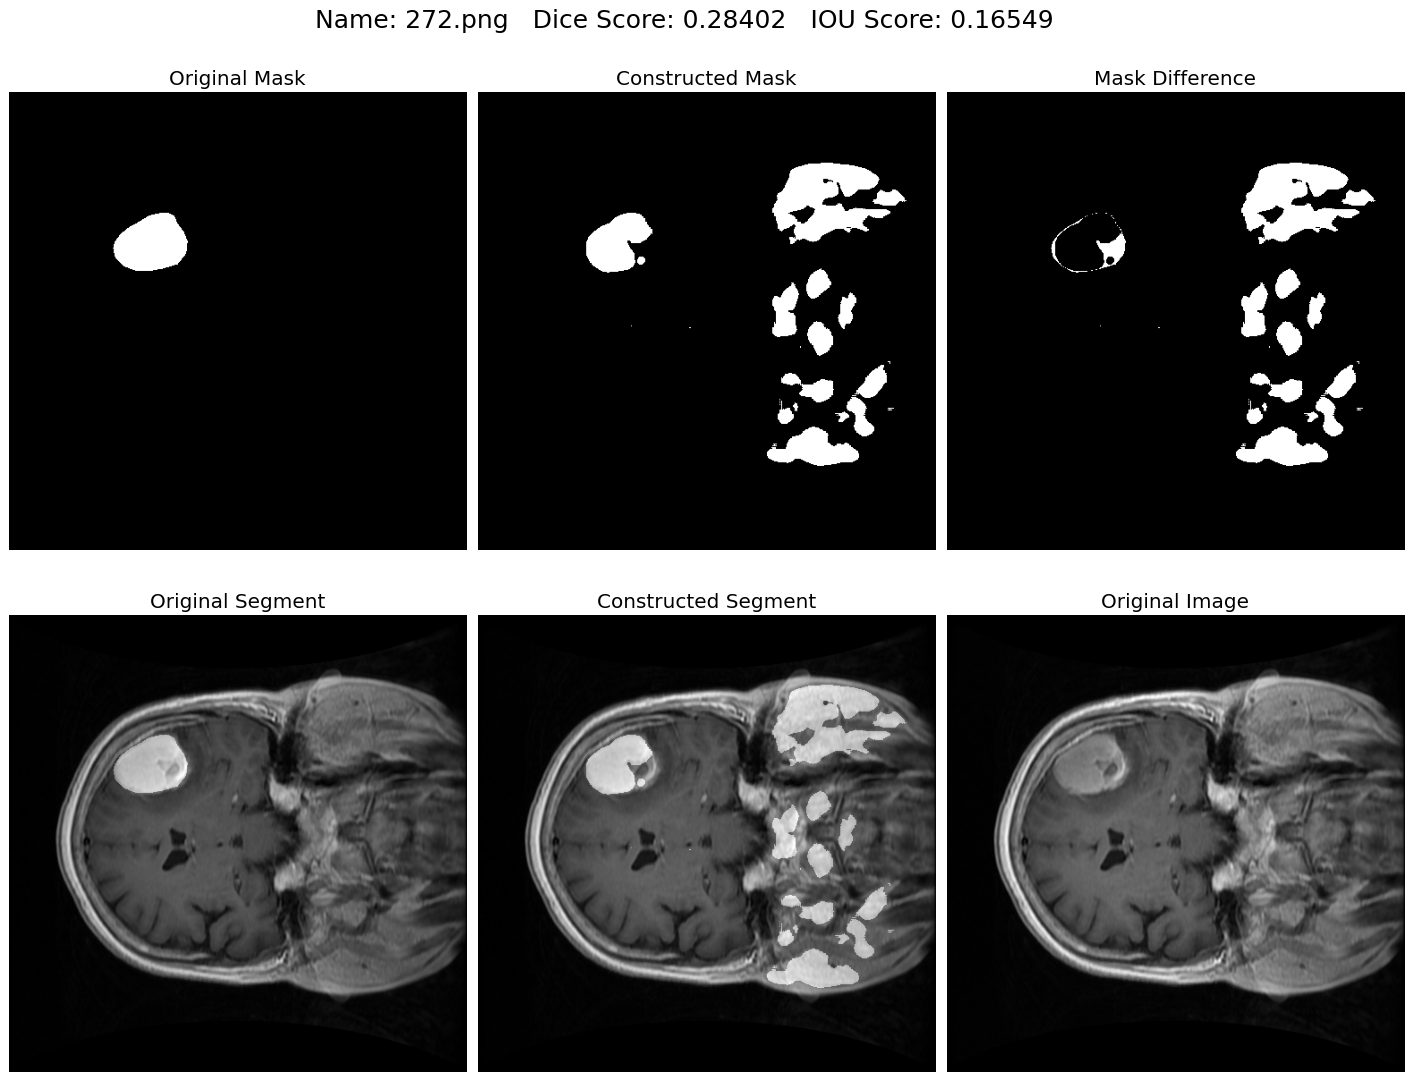 Name: 272.png   Dice Score: 0.28402   IOU Score: 0.16549
Original Mask
Constructed Mask
Mask Difference
Original Segment
Constructed Segment
Original Image